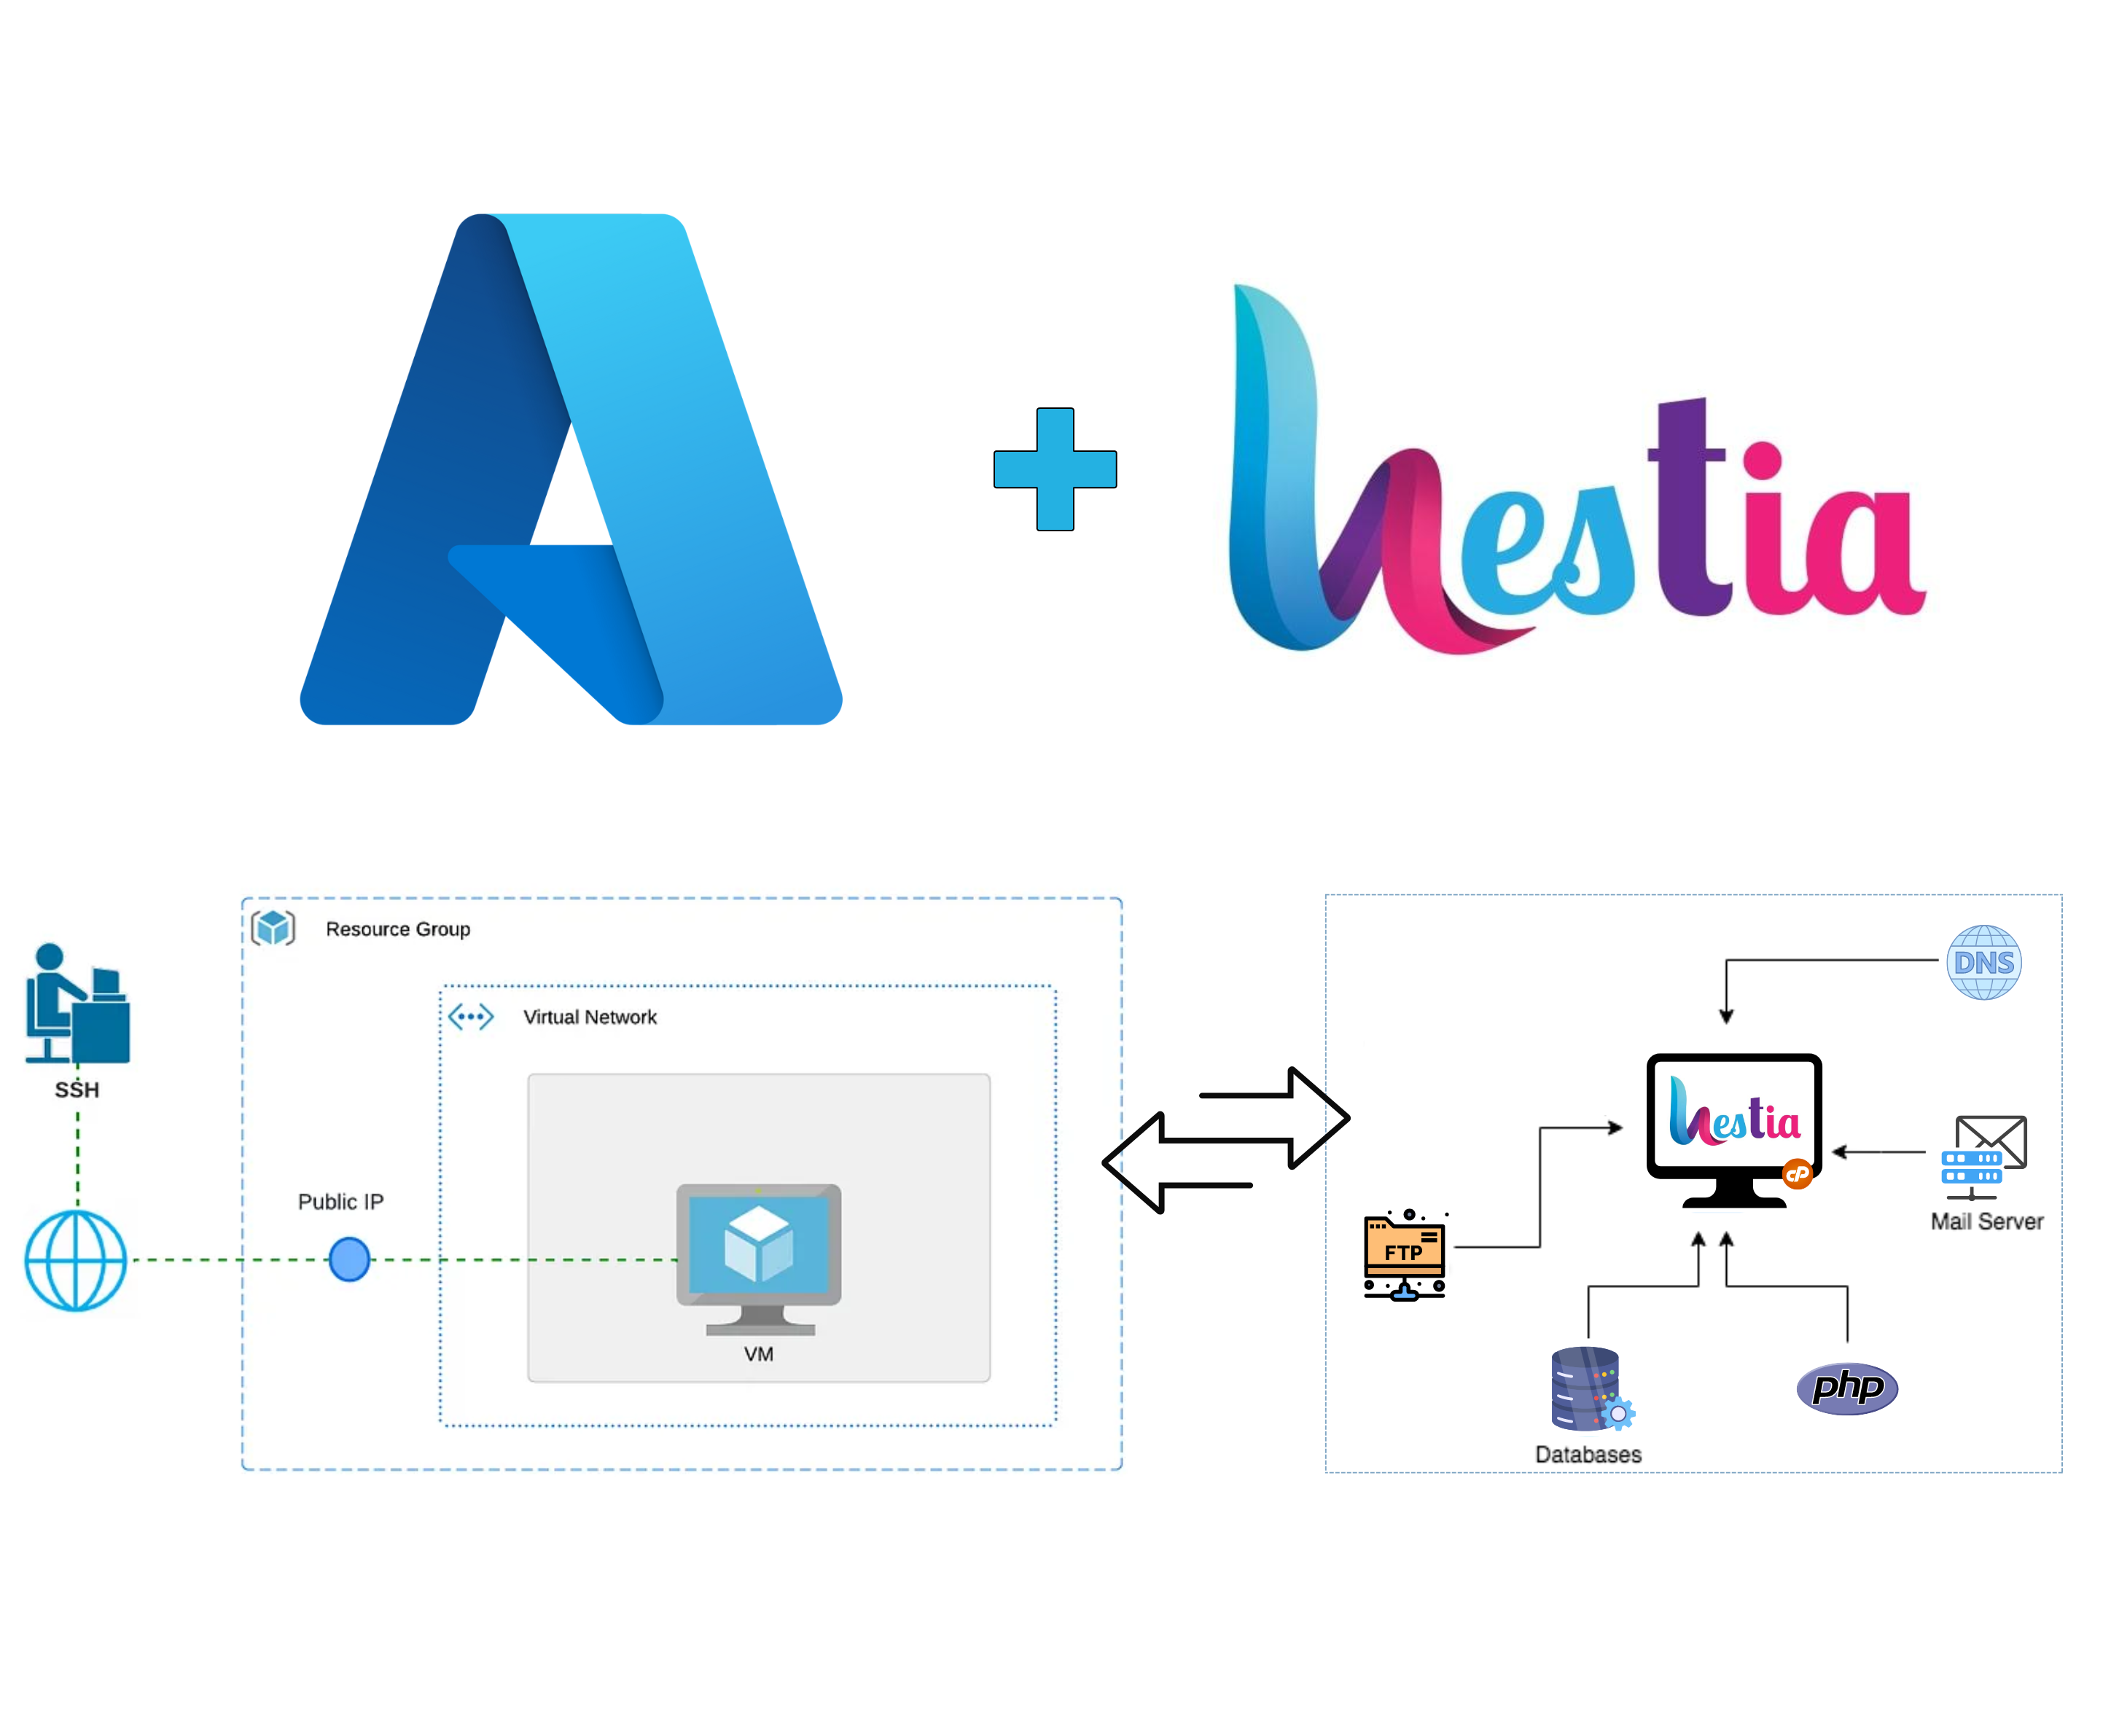 hestia
Resource Group
Virtual Network
SSH
Public IP
VM
DNS
hestia
cP
Mail Server
FTP
php
Databases